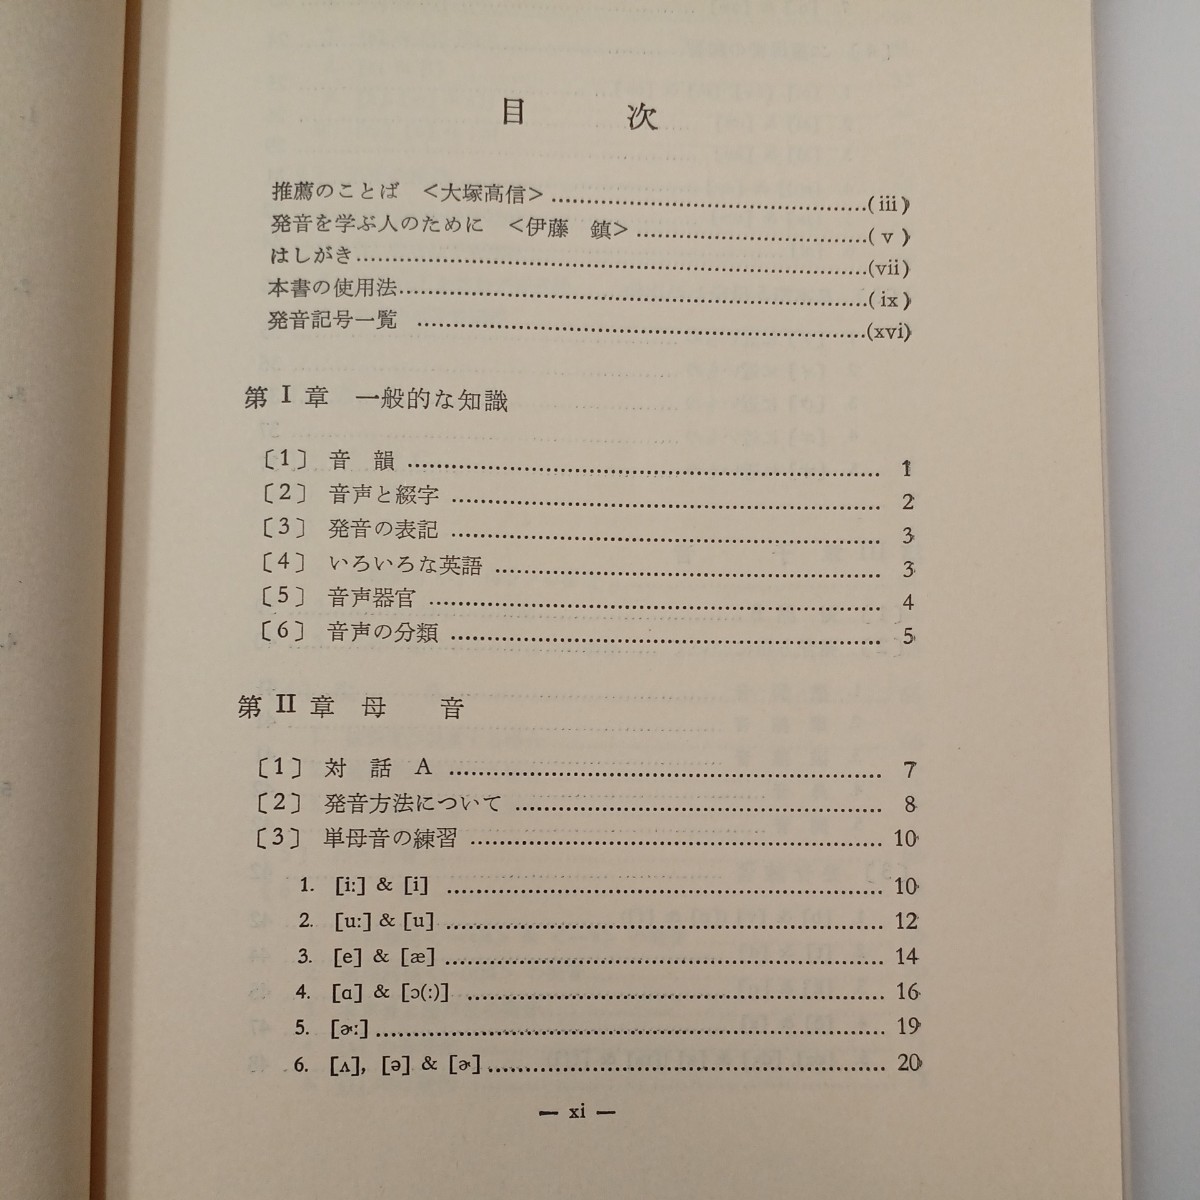 目次
推薦のことば <大塚高信>……(iii)
発音を学ぶ人のために <伊藤 鎮>……(v)
はしがき……(vii)
本書の使用法……(ix)
発音記号一覧……(xvi)
第I章 一般的な知識
〔1〕音韻……1
〔2〕音声と綴字……2
〔3〕発音の表記……3
〔4〕いろいろな英語……3
〔5〕音声器官……4
〔6〕音声の分類……5
第II章 母音
〔1〕対話A……7
〔2〕発音方法について……8
〔3〕単母音の練習……10
1. [i:] & [i]……10
2. [u:] & [u]……12
3. [e] & [æ]……14
4. [ɑ] & [ɔ(:)]……16
5. [ɚ:]……19
6. [ʌ], [ə] & [ɚ]……20
— xi —